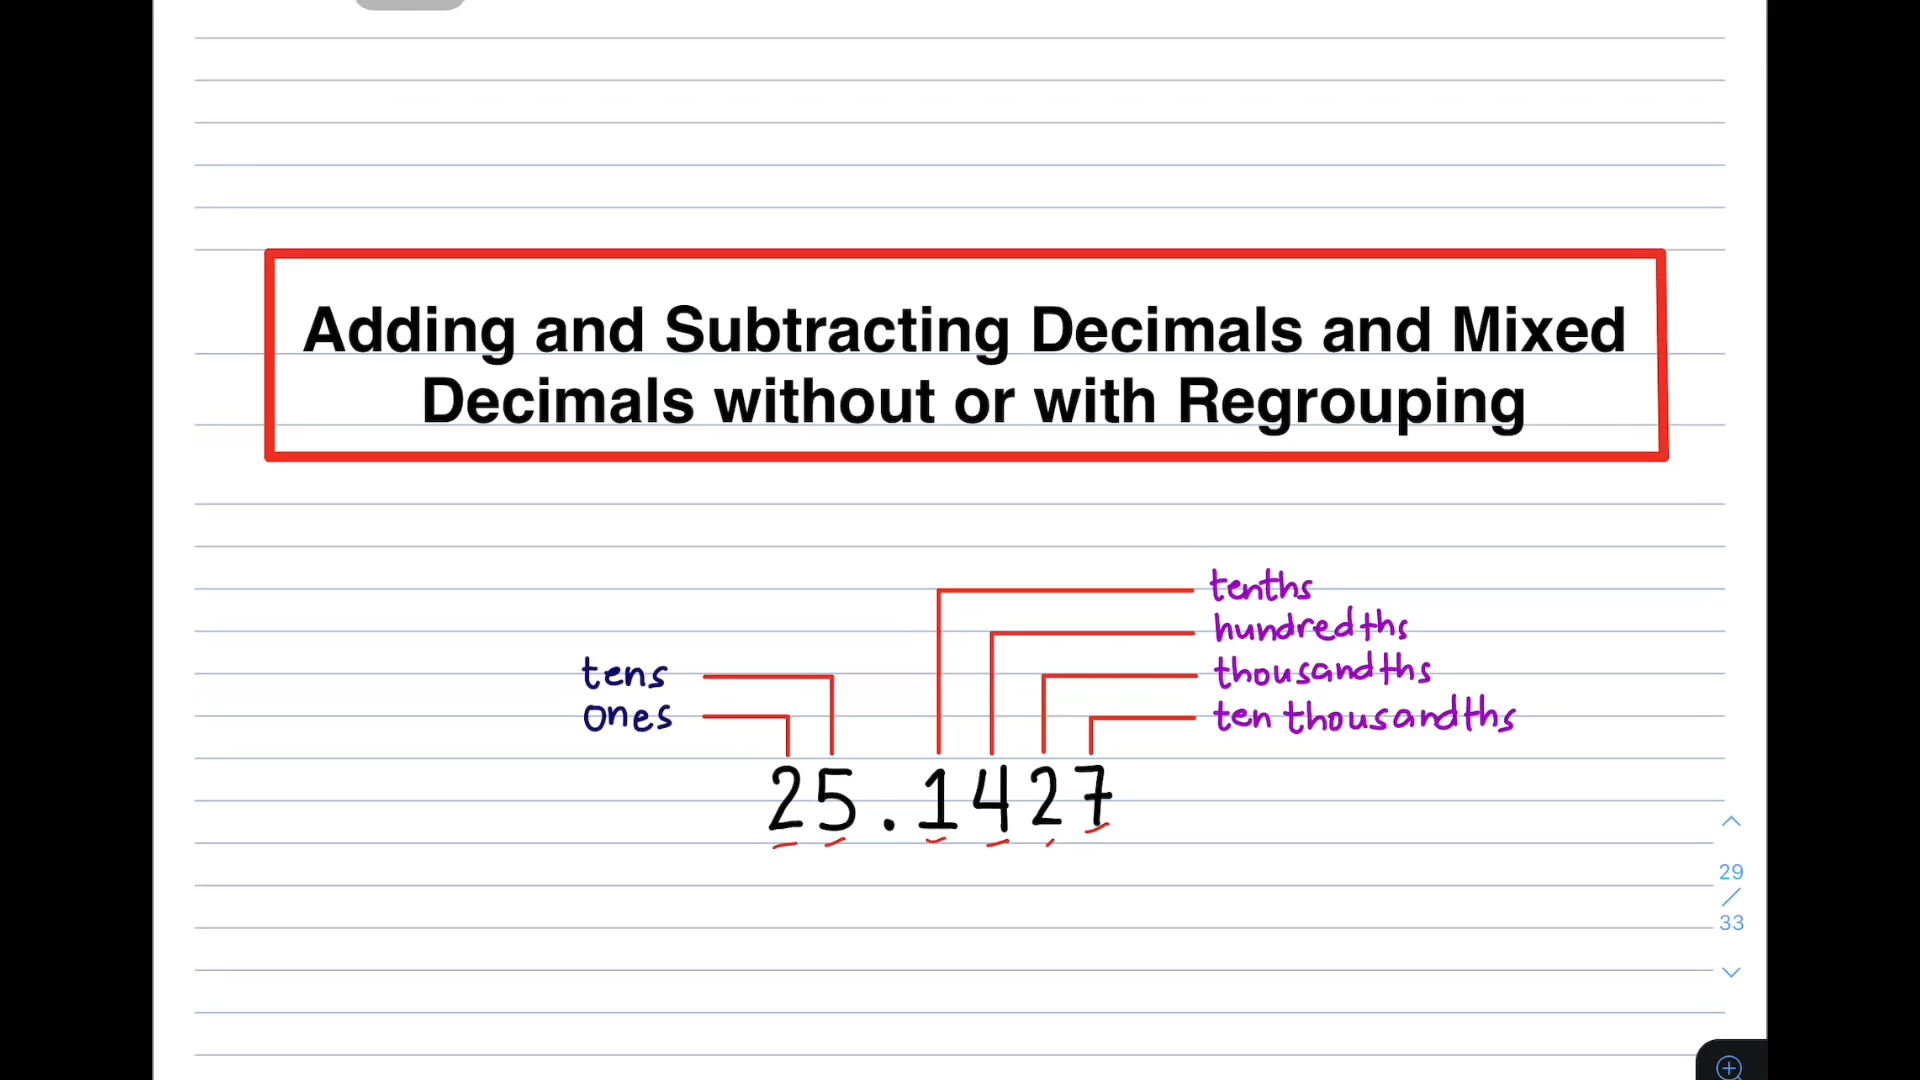 Adding and Subtracting Decimals and Mixed
Decimals without or with Regrouping
tenths
hundredths
thousandths
ten thousandths
tens
ones
25.1427
29
33